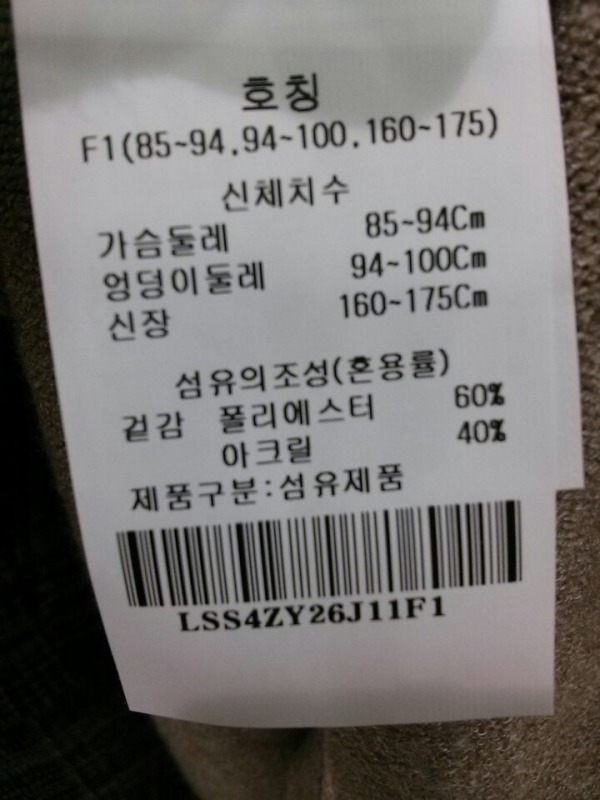 호칭
F1(85~94.94~100.160~175)
신체치수
가슴둘레 85~94Cm
엉덩이둘레 94~100Cm
신장 160~175Cm
섬유의조성(혼용률)
겉감 폴리에스터 60%
아크릴 40%
제품구분:섬유제품
LSS4ZY26J11F1